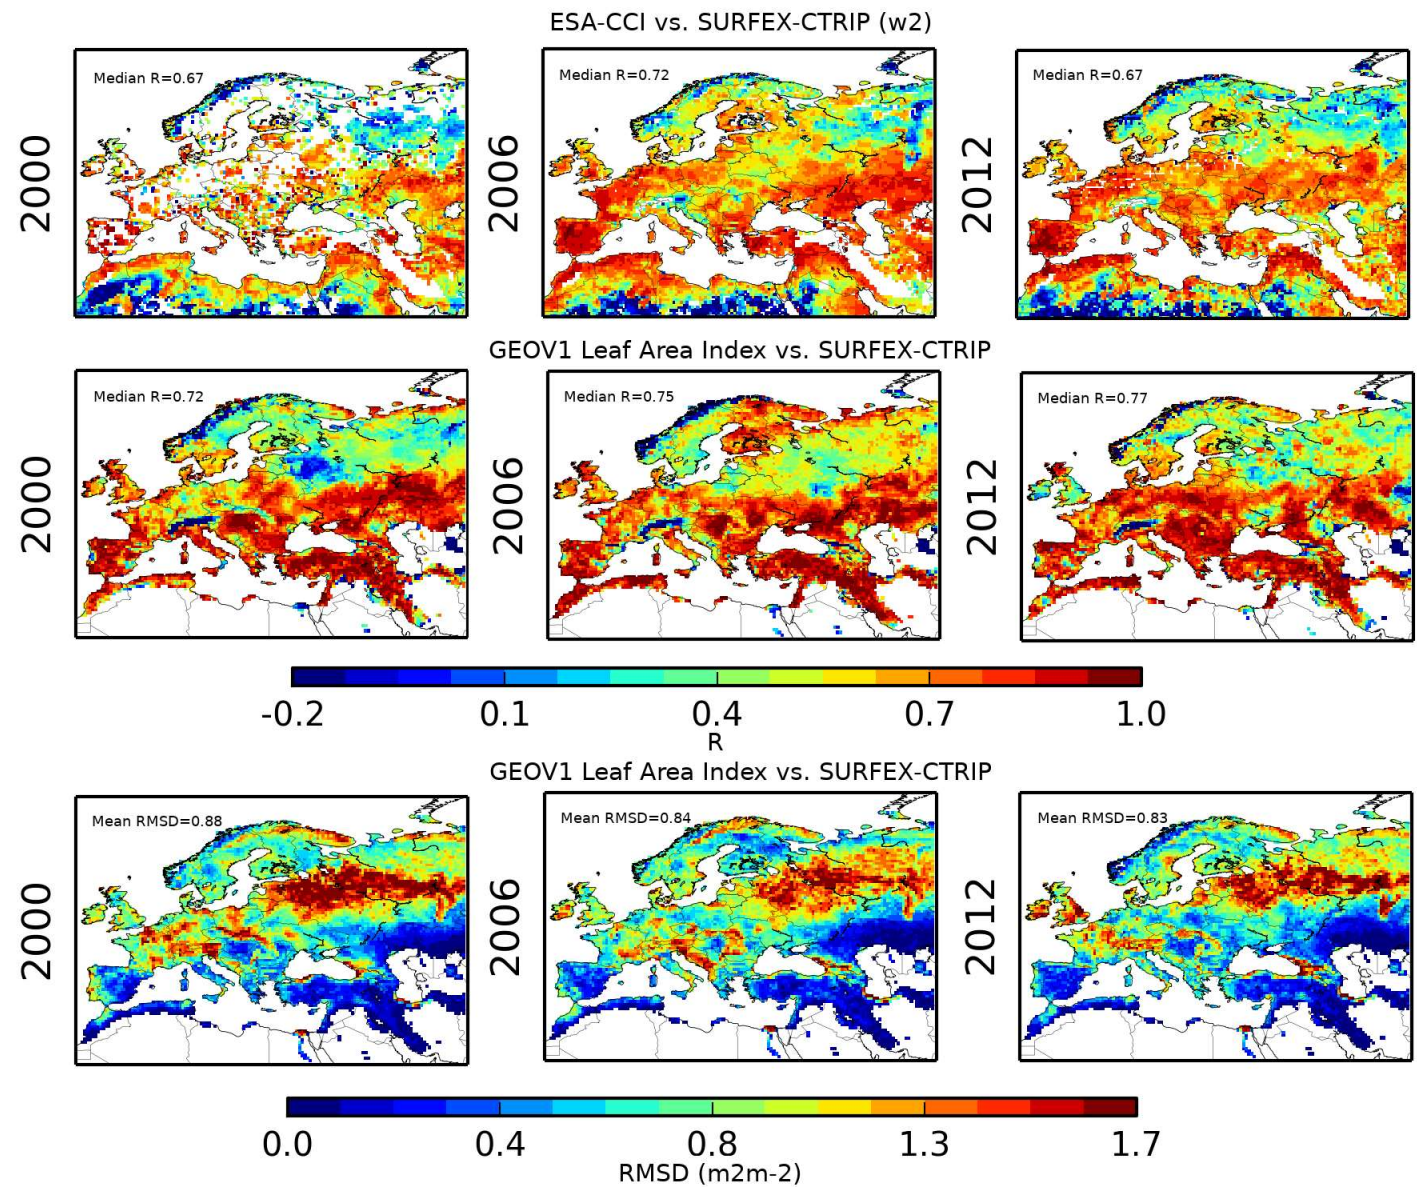 ESA-CCI vs. SURFEX-CTRIP (w2)
2000
Median R=0.67
2006
Median R=0.72
2012
Median R=0.67
GEOV1 Leaf Area Index vs. SURFEX-CTRIP
2000
Median R=0.72
2006
Median R=0.75
2012
Median R=0.77
-0.2 0.1 0.4 0.7 1.0
R
GEOV1 Leaf Area Index vs. SURFEX-CTRIP
2000
Mean RMSD=0.88
2006
Mean RMSD=0.84
2012
Mean RMSD=0.83
0.0 0.4 0.8 1.3 1.7
RMSD (m2m-2)